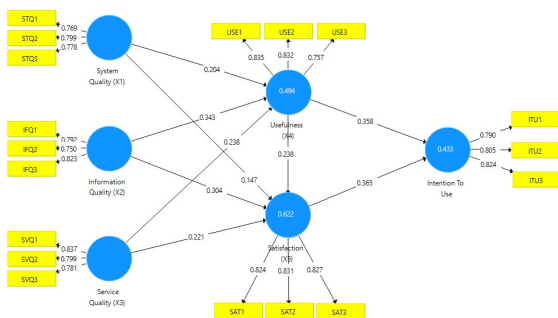 STQ1
STQ2
STQ3
0.769
0.799
0.778
System
Quality (X1)
IFQ1
IFQ2
IFQ3
0.792
0.750
0.823
Information
Quality (X2)
SVQ1
SVQ2
SVQ3
0.837
0.799
0.781
Service
Quality (X3)
0.204
0.343
0.238
0.147
0.304
0.221
USE1
USE2
USE3
0.835
0.832
0.757
0.494
Usefulness
(X4)
0.238
0.622
Satisfaction
(X5)
0.824
0.831
0.827
SAT1
SAT2
SAT3
0.358
0.365
0.433
Intention To
Use
0.790
0.805
0.824
ITU1
ITU2
ITU3